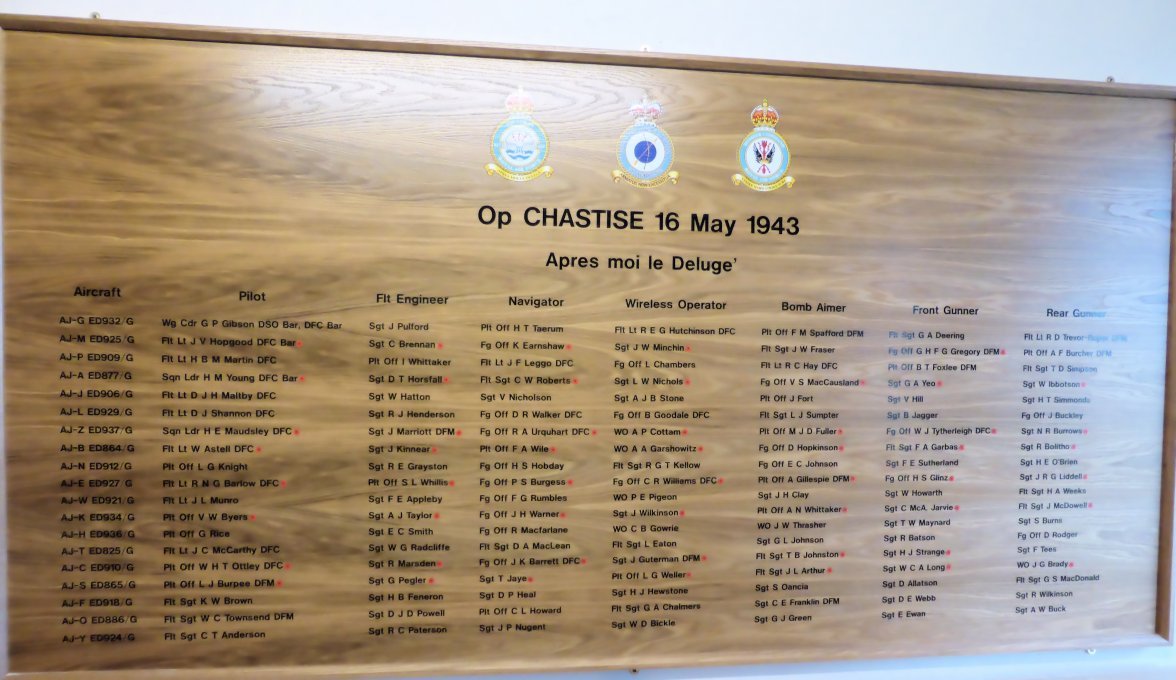 Op CHASTISE 16 May 1943
Apres moi le Deluge'
Aircraft Pilot Flt Engineer Navigator Wireless Operator Bomb Aimer Front Gunner Rear Gunner
AJ-G ED932/G Wg Cdr G P Gibson DSO Bar, DFC Bar Sgt J Pulford Plt Off H T Taerum Flt Lt R E G Hutchinson DFC Plt Off F M Spafford DFM Flt Sgt G A Deering Flt Lt R D Trevor-Roper DFM
AJ-M ED925/G Flt Lt J V Hopgood DFC Bar Sgt C Brennan Fg Off K Earnshaw Sgt J W Minchin Flt Sgt J W Fraser Fg Off G H F G Gregory DFM Plt Off A F Burcher DFM
AJ-P ED909/G Flt Lt H B M Martin DFC Plt Off I Whittaker Flt Lt J F Leggo DFC Fg Off L Chambers Flt Lt R C Hay DFC Plt Off B T Foxlee DFM Flt Sgt T D Simpson
AJ-A ED877/G Sqn Ldr H M Young DFC Bar Sgt D T Horsfall Flt Sgt C W Roberts Sgt L W Nichols Fg Off V S MacCausland Sgt G A Yeo Sgt W Ibbotson
AJ-J ED906/G Flt Lt D J H Maltby DFC Sgt W Hatton Sgt V Nicholson Sgt A J B Stone Plt Off J Fort Sgt V Hill Sgt H T Simmonds
AJ-L ED929/G Flt Lt D J Shannon DFC Sgt R J Henderson Fg Off D R Walker DFC Fg Off B Goodale DFC Flt Sgt L J Sumpter Sgt B Jagger Fg Off J Buckley
AJ-Z ED937/G Sqn Ldr H E Maudsley DFC Sgt J Marriott DFM Fg Off R A Urquhart DFC WO A P Cottam Plt Off M J D Fuller Fg Off W J Tytherleigh DFC Sgt N R Burrows
AJ-B ED864/G Flt Lt W Astell DFC Sgt J Kinnear Plt Off F A Wile WO A A Garshowitz Fg Off D Hopkinson Flt Sgt F A Garbas Sgt R Bolitho
AJ-N ED912/G Plt Off L G Knight Sgt R E Grayston Fg Off H S Hobday Flt Sgt R G T Kellow Fg Off E C Johnson Sgt F E Sutherland Sgt H E O'Brien
AJ-E ED927 G Flt Lt R N G Barlow DFC Plt Off S L Whillis Fg Off P S Burgess Fg Off C R Williams DFC Plt Off A Gillespie DFM Fg Off H S Glinz Sgt J R G Liddell
AJ-W ED921/G Flt Lt J L Munro Sgt F E Appleby Fg Off F G Rumbles WO P E Pigeon Sgt J H Clay Sgt W Howarth Flt Sgt H A Weeks
AJ-K ED934/G Plt Off V W Byers Sgt A J Taylor Fg Off J H Warner Sgt J Wilkinson Plt Off A N Whittaker Sgt C McA. Jarvie Flt Sgt J McDowell
AJ-H ED936/G Plt Off G Rice Sgt E C Smith Fg Off R Macfarlane WO C B Gowrie WO J W Thrasher Sgt T W Maynard Sgt S Burns
AJ-T ED825/G Flt Lt J C McCarthy DFC Sgt W G Radcliffe Flt Sgt D A MacLean Flt Sgt L Eaton Sgt G L Johnson Sgt R Batson Fg Off D Rodger
AJ-C ED910/G Plt Off W H T Ottley DFC Sgt R Marsden Fg Off J K Barrett DFC Sgt J Guterman DFM Flt Sgt T B Johnston Sgt H J Strange Sgt F Tees
AJ-S ED865/G Plt Off L J Burpee DFM Sgt G Pegler Sgt T Jaye Plt Off L G Weller Flt Sgt J L Arthur Sgt W C A Long WO J G Brady
AJ-F ED918/G Flt Sgt K W Brown Sgt H B Feneron Sgt D P Heal Sgt H J Hewstone Sgt S Oancia Sgt D Allatson Flt Sgt G S MacDonald
AJ-O ED886/G Flt Sgt W C Townsend DFM Sgt D J D Powell Plt Off C L Howard Flt Sgt G A Chalmers Sgt C E Franklin DFM Sgt D E Webb Sgt R Wilkinson
AJ-Y ED924/G Flt Sgt C T Anderson Sgt R C Paterson Sgt J P Nugent Sgt W D Bickle Sgt G J Green Sgt E Ewan Sgt A W Buck